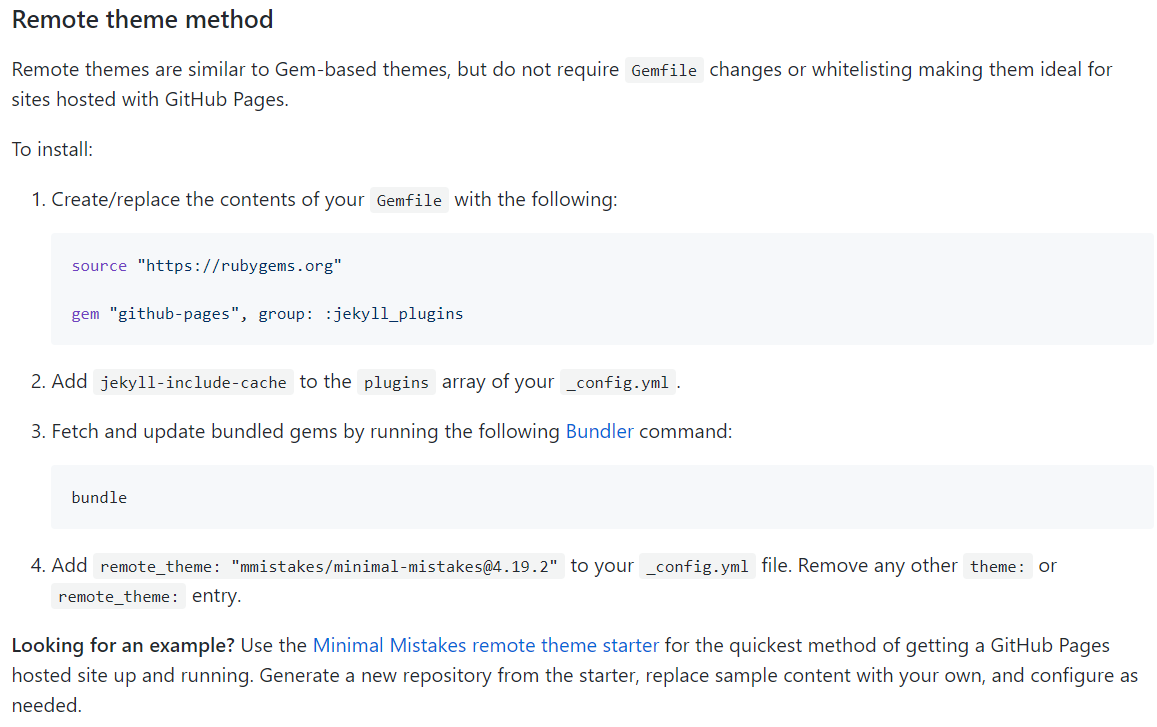 Remote theme method
Remote themes are similar to Gem-based themes, but do not require Gemfile changes or whitelisting making them ideal for
sites hosted with GitHub Pages.
To install:
1. Create/replace the contents of your Gemfile with the following:
source "https://rubygems.org"
gem "github-pages", group: :jekyll_plugins
2. Add jekyll-include-cache to the plugins array of your _config.yml.
3. Fetch and update bundled gems by running the following Bundler command:
bundle
4. Add remote_theme: "mmistakes/minimal-mistakes@4.19.2" to your _config.yml file. Remove any other theme: or
remote_theme: entry.
Looking for an example? Use the Minimal Mistakes remote theme starter for the quickest method of getting a GitHub Pages
hosted site up and running. Generate a new repository from the starter, replace sample content with your own, and configure as
needed.